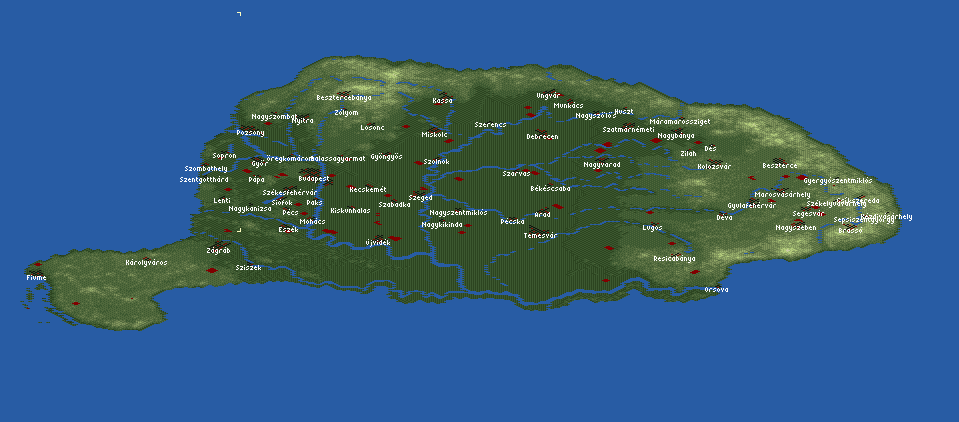 Besztercebánya
Kassa
Ungvár
Munkács
Zólyom
Nagyszombat
Nyitra
Nagyszőlős
Huszt
Máramarossziget
Losonc
Szerencs
Szatmárnémeti
Pozsony
Miskolc
Debrecen
Nagybánya
Sopron
Győr
Öregkomárom
Balassagyarmat
Gyöngyös
Szolnok
Zilah
Dés
Szombathely
Nagyvárad
Kolozsvár
Beszterce
Szentgotthárd
Pápa
Budapest
Szarvas
Gyergyószentmiklós
Székesfehérvár
Kecskemét
Békéscsaba
Marosvásárhely
Lenti
Siófok
Paks
Szeged
Szabadka
Gyulafehérvár
Székelyudvarhely
Csíkszereda
Nagykanizsa
Pécs
Kiskunhalas
Nagyszentmiklós
Arad
Déva
Segesvár
Kézdivásárhely
Mohács
Pécska
Sepsiszentgyörgy
Eszék
Nagykikinda
Temesvár
Lugos
Nagyszeben
Brassó
Újvidék
Zágráb
Károlyváros
Sziszek
Resicabánya
Fiume
Orsova